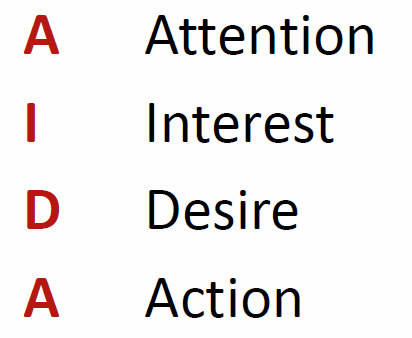 A Attention
I Interest
D Desire
A Action